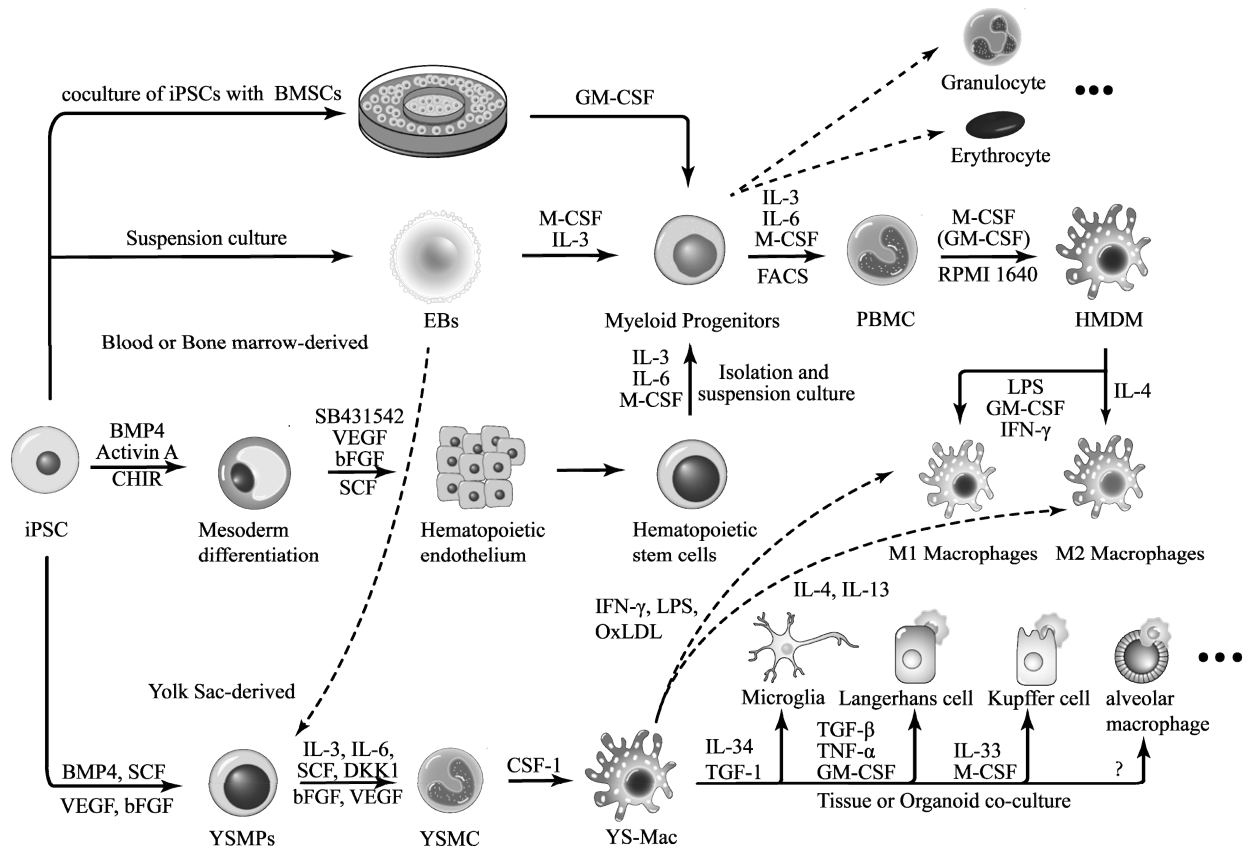 coculture of iPSCs with BMSCs
GM-CSF
Granulocyte
Erythrocyte
Suspension culture
EBs
M-CSF
IL-3
Myeloid Progenitors
IL-3
IL-6
M-CSF
FACS
PBMC
M-CSF
(GM-CSF)
RPMI 1640
HMDM
Blood or Bone marrow-derived
IL-3
IL-6
M-CSF
Isolation and
suspension culture
LPS
GM-CSF
IFN-γ
IL-4
iPSC
BMP4
Activin A
CHIR
Mesoderm
differentiation
SB431542
VEGF
bFGF
SCF
Hematopoietic
endothelium
Hematopoietic
stem cells
M1 Macrophages
M2 Macrophages
IFN-γ, LPS,
OxLDL
IL-4, IL-13
Yolk Sac-derived
Microglia
Langerhans cell
Kupffer cell
alveolar
macrophage
BMP4, SCF
VEGF, bFGF
YSMPs
IL-3, IL-6,
SCF, DKK1
bFGF, VEGF
YSMC
CSF-1
YS-Mac
IL-34
TGF-1
TGF-β
TNF-α
GM-CSF
IL-33
M-CSF
?
Tissue or Organoid co-culture